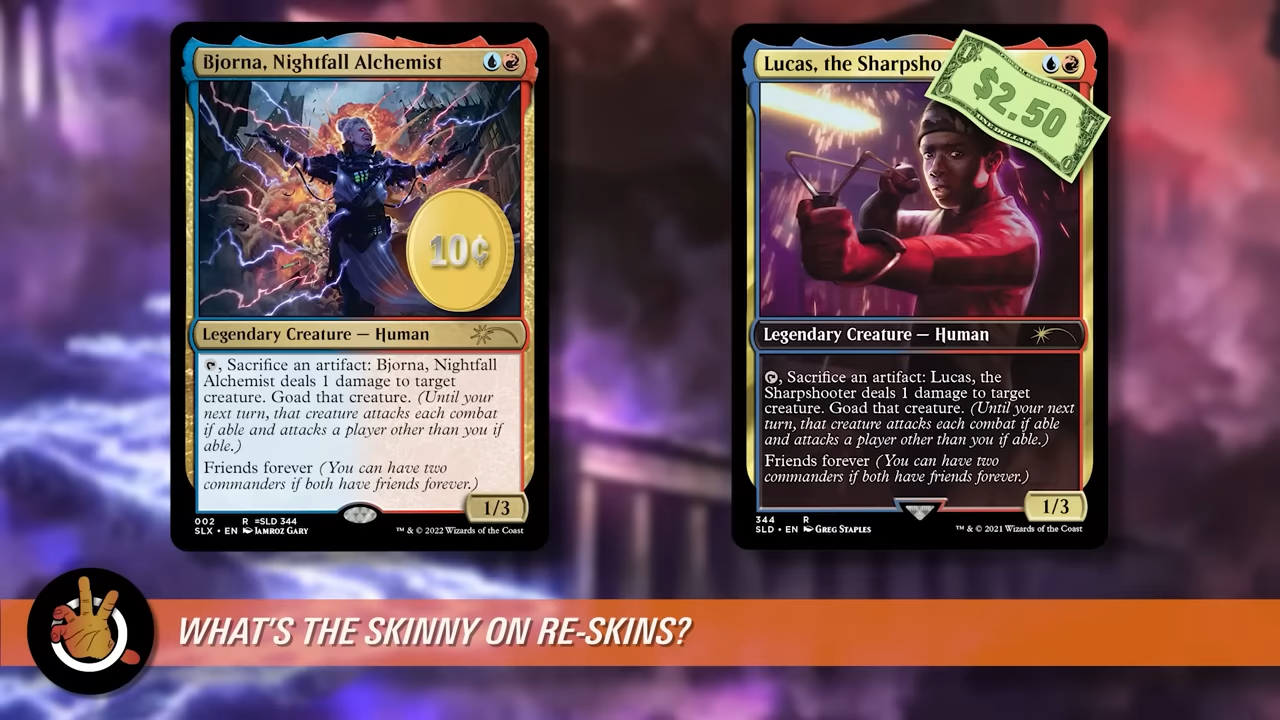 Bjorna, Nightfall Alchemist
10¢
Legendary Creature — Human
, Sacrifice an artifact: Bjorna, Nightfall
Alchemist deals 1 damage to target
creature. Goad that creature. (Until your
next turn, that creature attacks each combat
if able and attacks a player other than you if
able.)
Friends forever (You can have two
commanders if both have friends forever.)
1/3
002 R =SLD 344
SLX • EN Iamroz Gary
™ & © 2022 Wizards of the Coast
Lucas, the Sharpsho
$2.50
ONE DOLLAR
Legendary Creature — Human
, Sacrifice an artifact: Lucas, the
Sharpshooter deals 1 damage to target
creature. Goad that creature. (Until your next
turn, that creature attacks each combat if able
and attacks a player other than you if able.)
Friends forever (You can have two
commanders if both have friends forever.)
1/3
344 R
SLD • EN Greg Staples
™ & © 2021 Wizards of the Coast
WHAT'S THE SKINNY ON RE-SKINS?